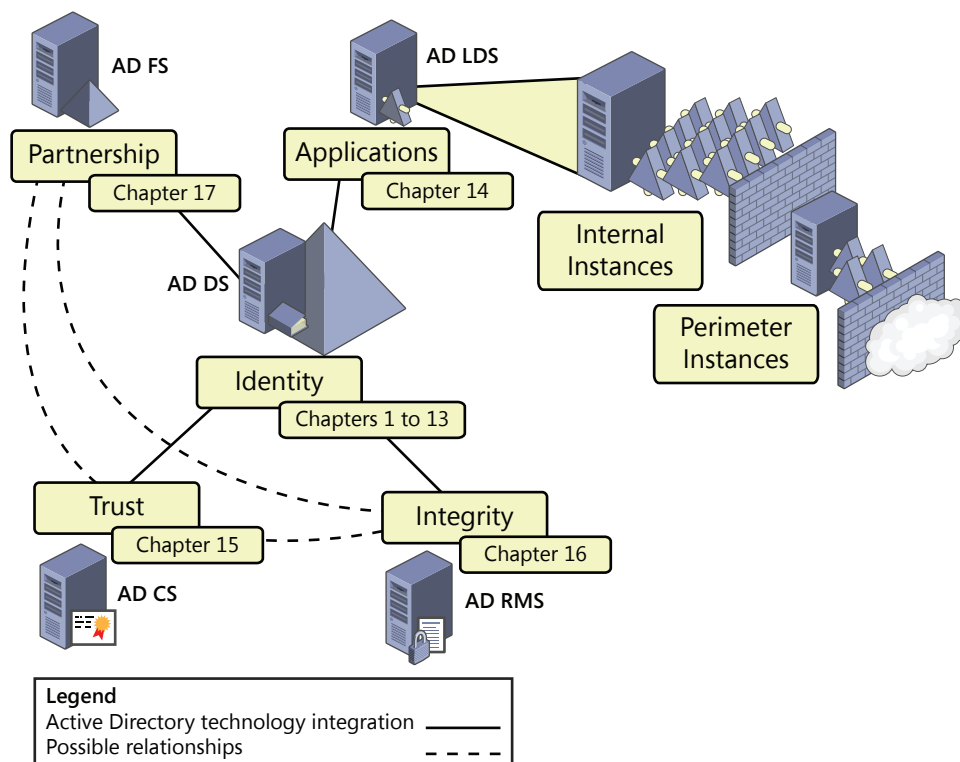 AD FS
AD LDS
Partnership
Chapter 17
Applications
Chapter 14
Internal
Instances
AD DS
Perimeter
Instances
Identity
Chapters 1 to 13
Trust
Chapter 15
Integrity
Chapter 16
AD CS
AD RMS
Legend
Active Directory technology integration
Possible relationships